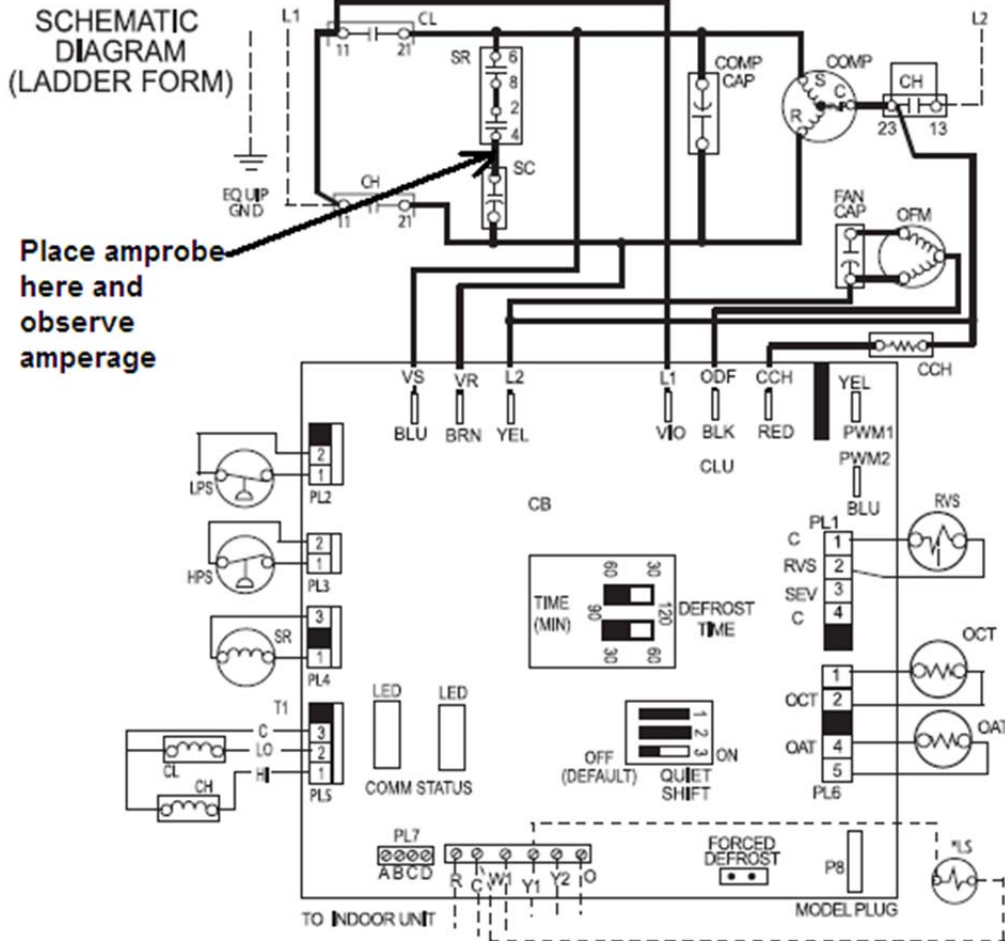 SCHEMATIC
DIAGRAM
(LADDER FORM)
L1
CL
11
21
SR
6
8
2
4
SC
COMP
CAP
COMP
S
C
R
CH
23
13
L2
EQUIP
GND
CH
11
21
FAN
CAP
OFM
Place amprobe
here and
observe
amperage
CCH
VS
VR
L2
L1
ODF
CCH
YEL
BLU
BRN
YEL
VIO
BLK
RED
PWM1
CLU
PWM2
BLU
LPS
2
1
PL2
CB
HPS
2
1
PL3
PL1
C
1
RVS
2
SEV
3
C
4
RVS
60
30
TIME
(MIN)
90
120
DEFROST
TIME
30
60
SR
3
1
PL4
OCT
1
OCT
2
OAT
4
5
PL6
OAT
T1
C
3
LO
2
HI
1
PL5
CL
CH
LED
LED
COMM STATUS
1
2
3
OFF
(DEFAULT)
ON
QUIET
SHIFT
PL7
ABCD
R
C
W1
Y1
Y2
O
TO INDOOR UNIT
FORCED
DEFROST
P8
MODEL PLUG
*LS